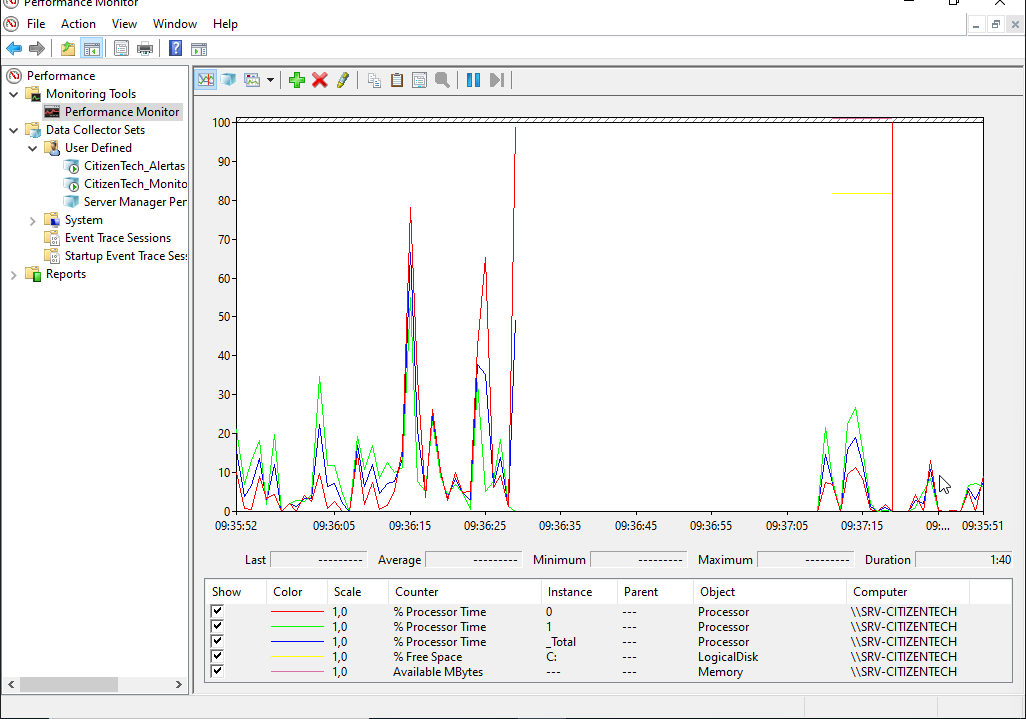 Performance Monitor
File Action View Window Help
Performance
Monitoring Tools
Performance Monitor
Data Collector Sets
User Defined
CitizenTech_Alertas
CitizenTech_Monito
Server Manager Per
System
Event Trace Sessions
Startup Event Trace Ses
Reports
100
90
80
70
60
50
40
30
20
10
0
09:35:52 09:36:05 09:36:15 09:36:25 09:36:35 09:36:45 09:36:55 09:37:05 09:37:15 09:... 09:35:51
Last --------- Average --------- Minimum --------- Maximum --------- Duration 1:40
Show Color Scale Counter Instance Parent Object Computer
1,0 % Processor Time 0 --- Processor \\SRV-CITIZENTECH
1,0 % Processor Time 1 --- Processor \\SRV-CITIZENTECH
1,0 % Processor Time _Total --- Processor \\SRV-CITIZENTECH
1,0 % Free Space C: --- LogicalDisk \\SRV-CITIZENTECH
1,0 Available MBytes --- --- Memory \\SRV-CITIZENTECH